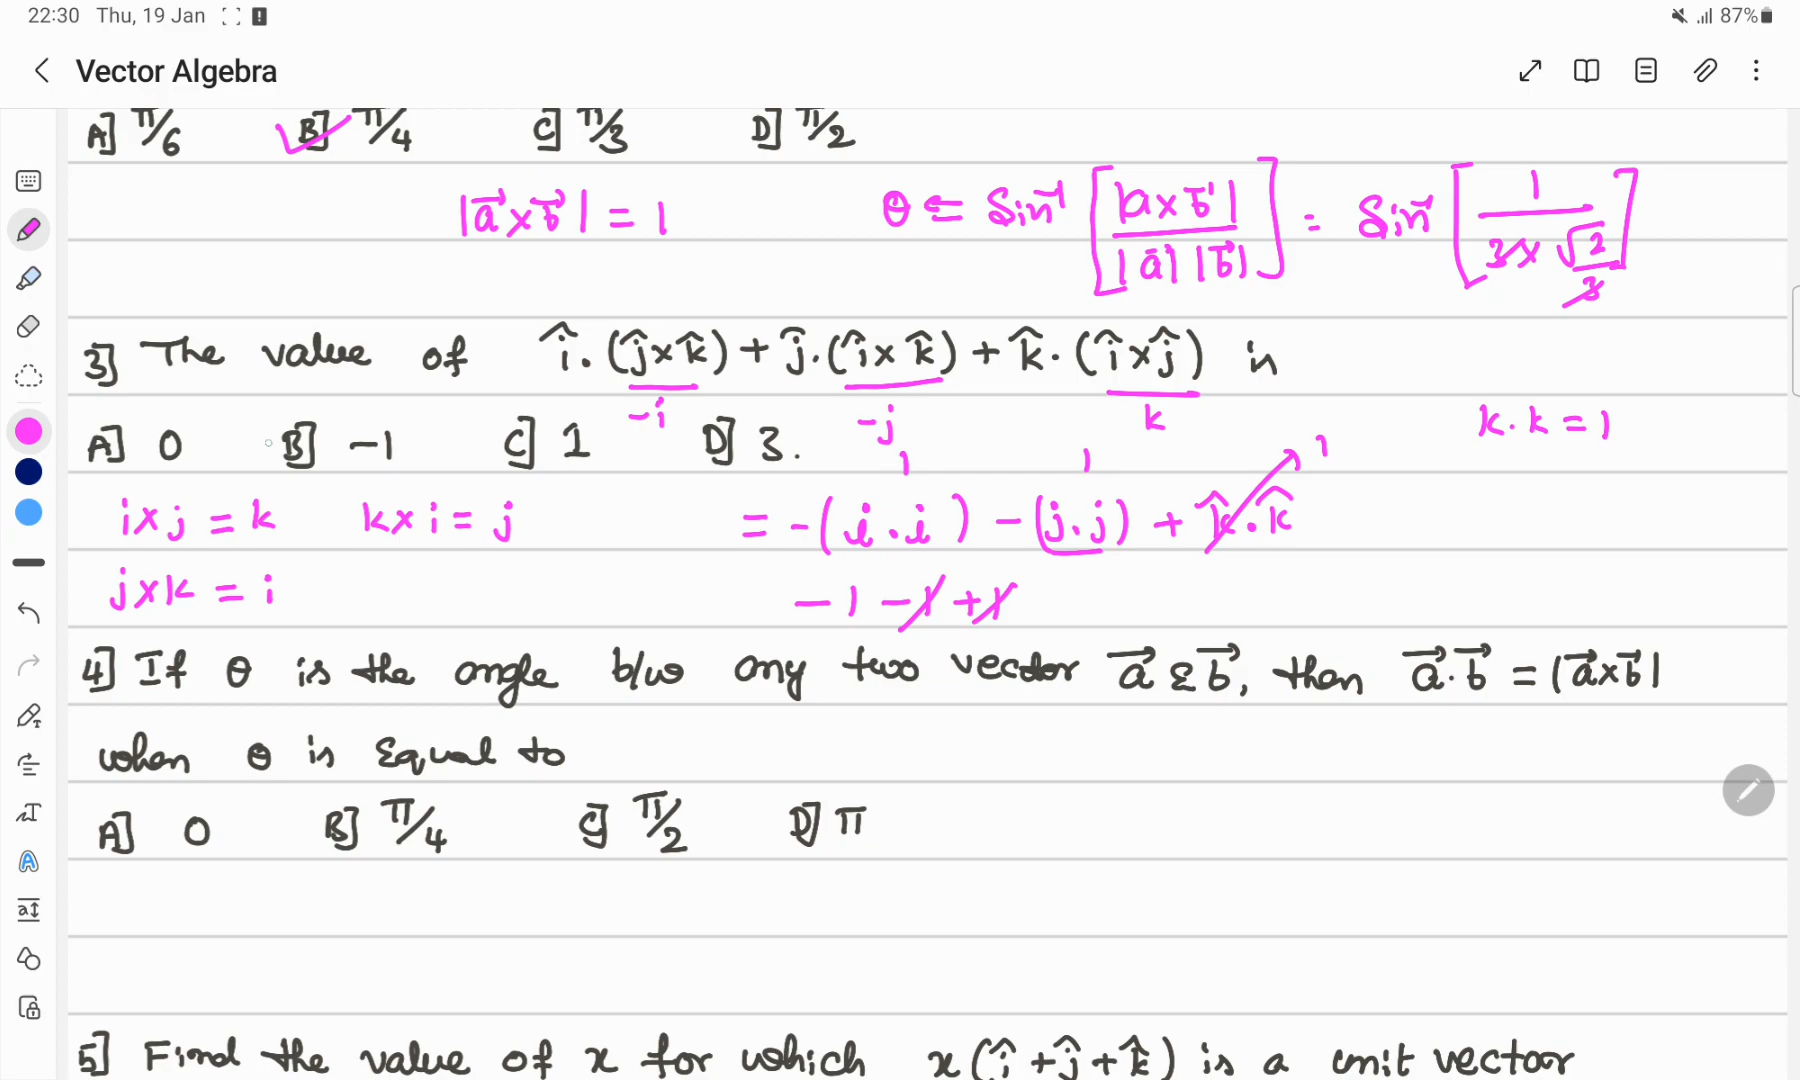 22:30 Thu, 19 Jan
87%
Vector Algebra
A] π/6 B] π/4 C] π/3 D] π/2
|a⃗ x b⃗| = 1 θ = Sin⁻¹ [|a x b⃗| / |a⃗| |b⃗|] = Sin⁻¹ [1 / 3 x √2/3]
3] The value of î.(ĵ x k̂) + ĵ.(î x k̂) + k̂.(î x ĵ) is
-i -j k k.k = 1
A] 0 B] -1 C] 1 D] 3.
1 1 1
i x j = k k x i = j = -(i.i) - (j.j) + k̂.k̂
j x k = i -1 -1 +1
4] If θ is the angle b/w any two vector a⃗ & b⃗, then a⃗.b⃗ = |a⃗ x b⃗|
when θ is Equal to
A] 0 B] π/4 C] π/2 D] π
5] Find the value of x for which x(î + ĵ + k̂) is a unit vector